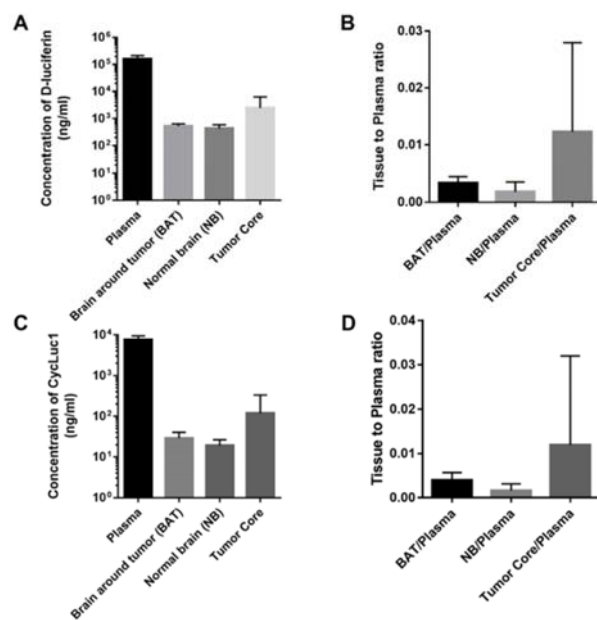 A
Concentration of D-luciferin
(ng/ml)
10⁶
10⁵
10⁴
10³
10²
10¹
10⁰
Plasma
Brain around tumor (BAT)
Normal brain (NB)
Tumor Core
B
Tissue to Plasma ratio
0.03
0.02
0.01
0.00
BAT/Plasma
NB/Plasma
Tumor Core/Plasma
C
Concentration of CycLuc1
(ng/ml)
10⁴
10³
10²
10¹
10⁰
Plasma
Brain around tumor (BAT)
Normal brain (NB)
Tumor Core
D
Tissue to Plasma ratio
0.04
0.03
0.01
0.01
0.00
BAT/Plasma
NB/Plasma
Tumor Core/Plasma